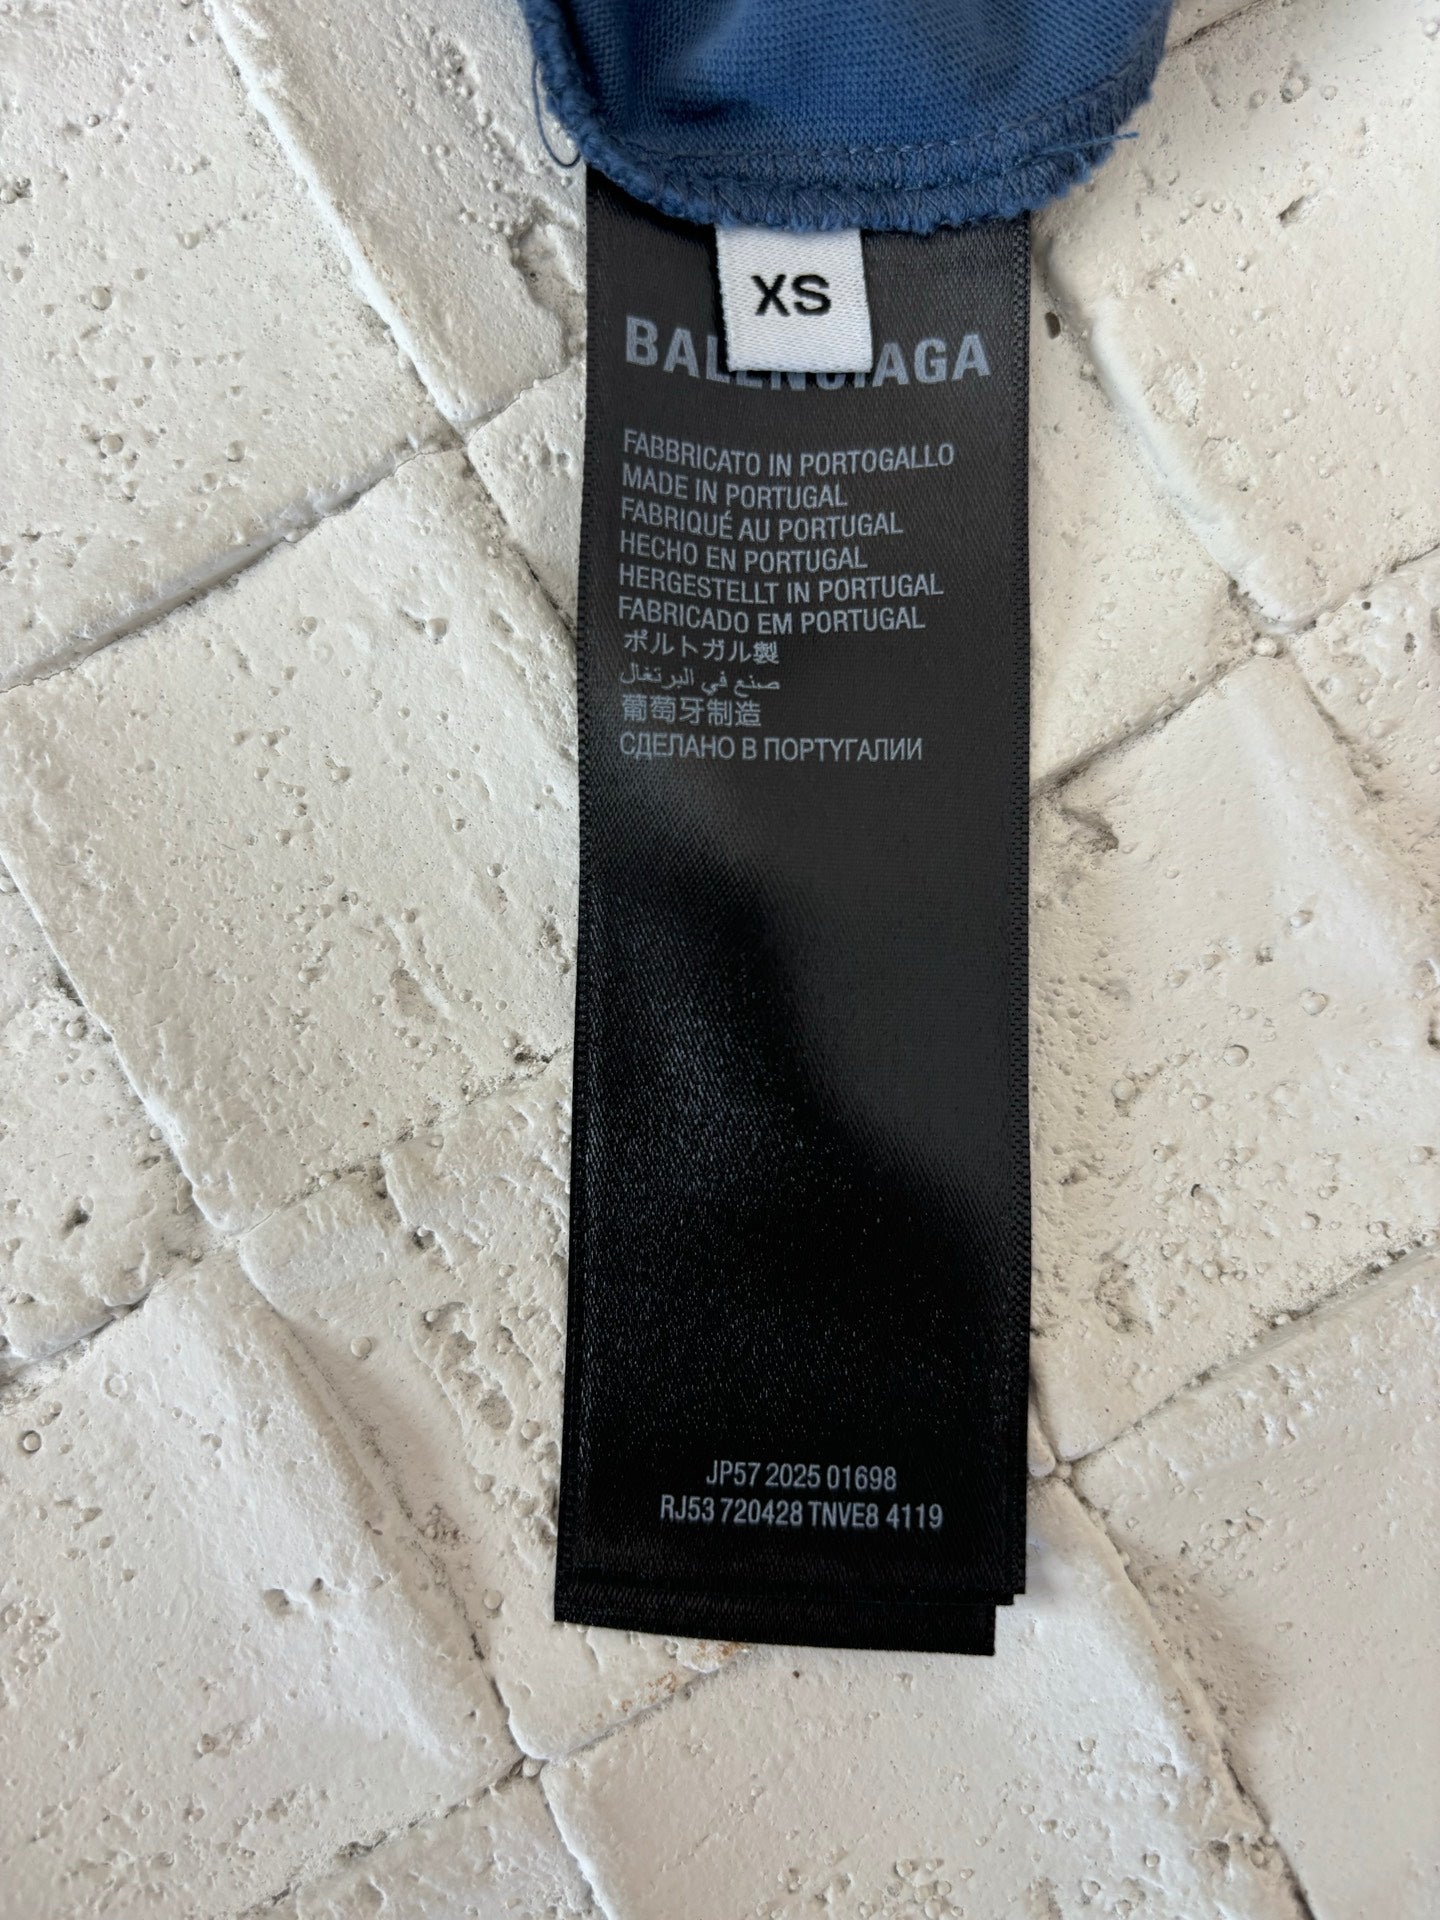 XS
BALENCIAGA
FABBRICATO IN PORTOGALLO
MADE IN PORTUGAL
FABRIQUÉ AU PORTUGAL
HECHO EN PORTUGAL
HERGESTELLT IN PORTUGAL
FABRICADO EM PORTUGAL
ポルトガル製
صنع في البرتغال
葡萄牙制造
СДЕЛАНО В ПОРТУГАЛИИ
JP57 2025 01698
RJ53 720428 TNVE8 4119